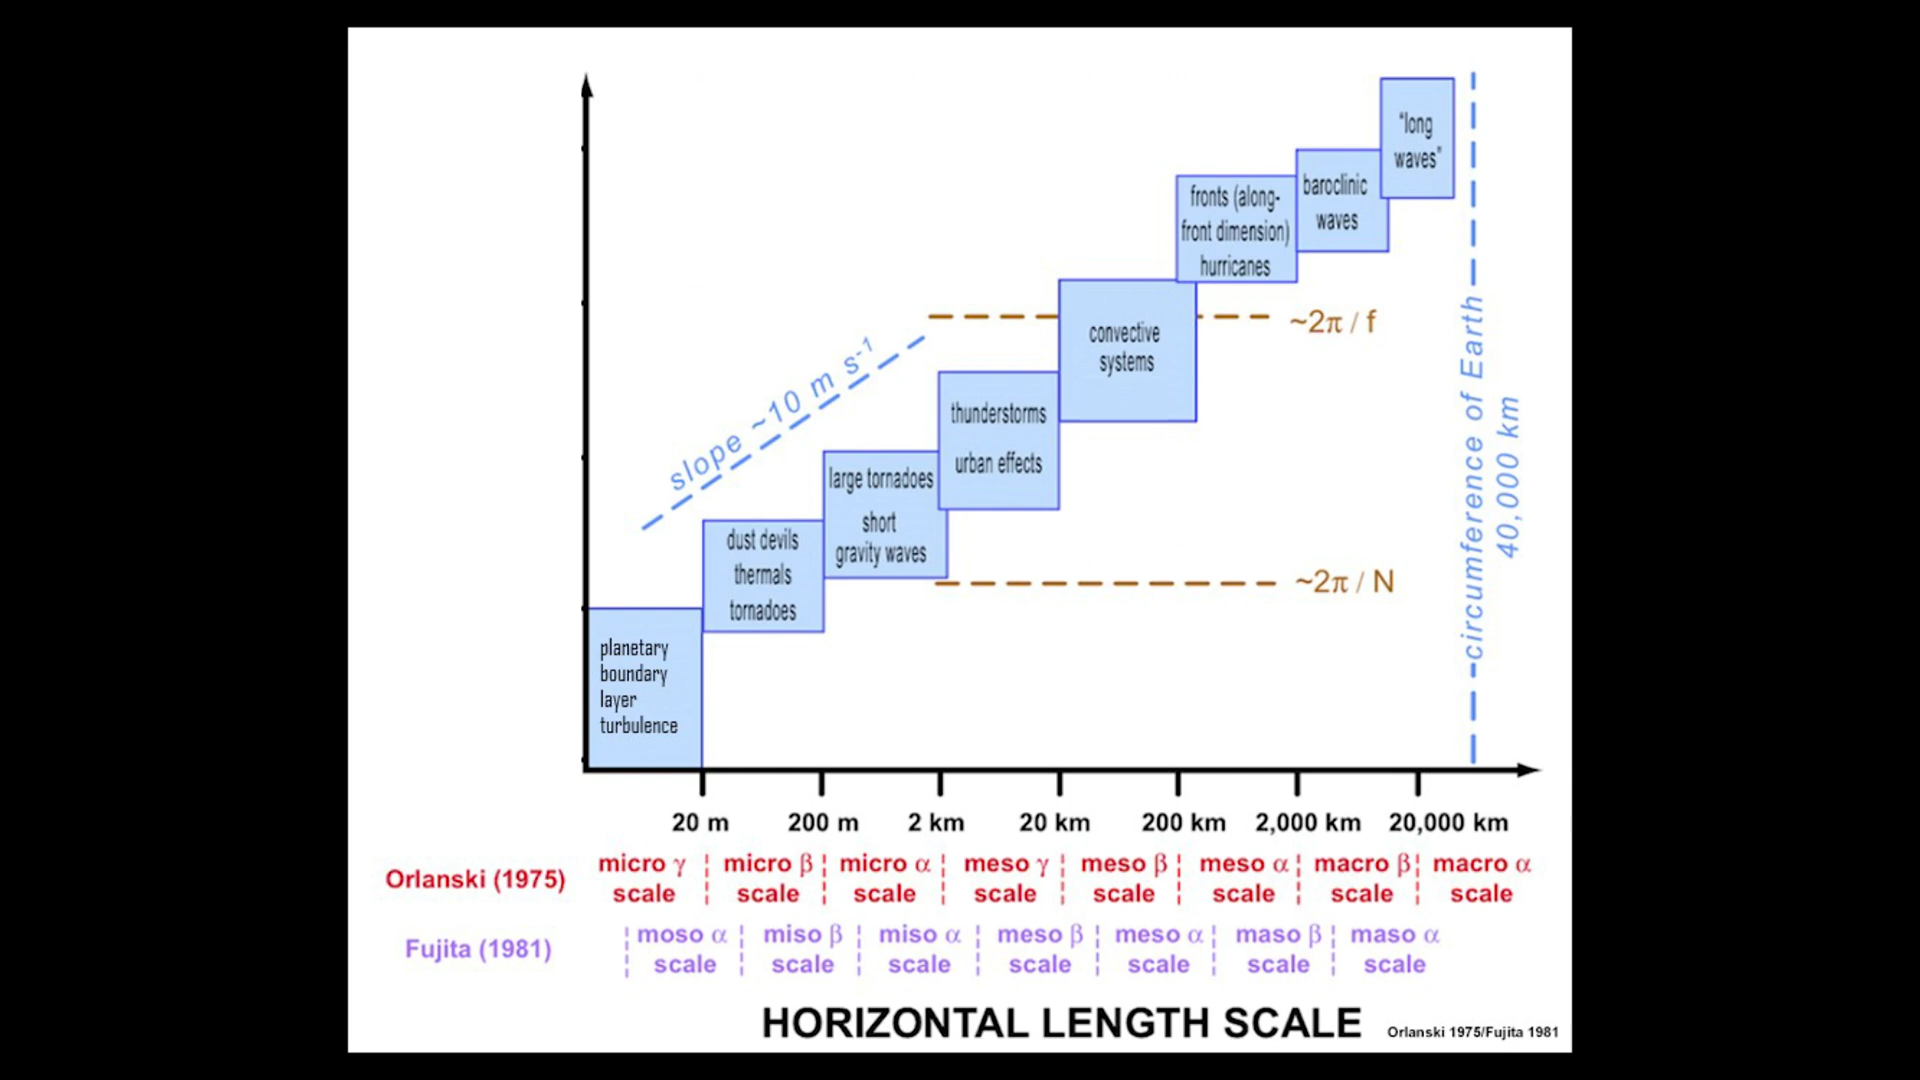 "long
waves"
baroclinic
waves
fronts (along-
front dimension)
hurricanes
~2π / f
convective
systems
slope ~10 m s-1
thunderstorms
urban effects
large tornadoes
short
gravity waves
~2π / N
dust devils
thermals
tornadoes
planetary
boundary
layer
turbulence
circumference of Earth
40,000 km
20 m 200 m 2 km 20 km 200 km 2,000 km 20,000 km
Orlanski (1975)
micro γ
scale
micro β
scale
micro α
scale
meso γ
scale
meso β
scale
meso α
scale
macro β
scale
macro α
scale
Fujita (1981)
moso α
scale
miso β
scale
miso α
scale
meso β
scale
meso α
scale
maso β
scale
maso α
scale
HORIZONTAL LENGTH SCALE
Orlanski 1975/Fujita 1981